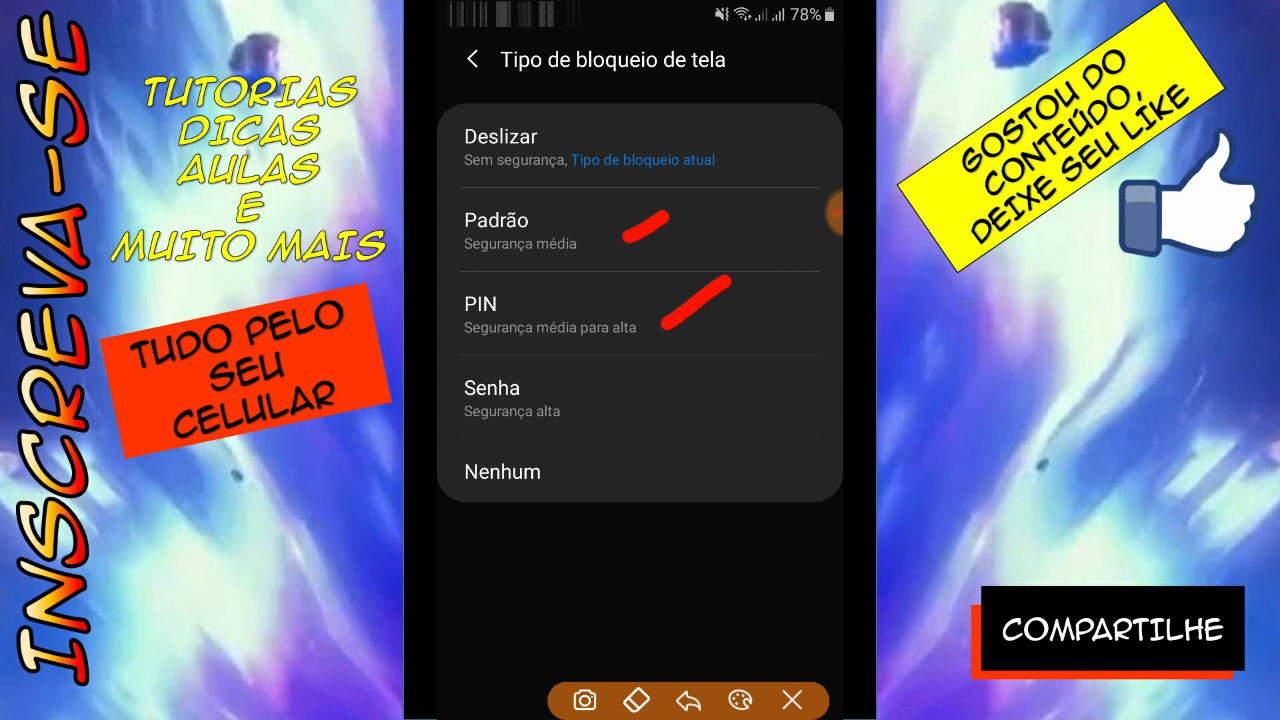 INSCREVA-SE
TUTORIAS
DICAS
AULAS
E
MUITO MAIS
TUDO PELO
SEU
CELULAR
78%
Tipo de bloqueio de tela
Deslizar
Sem segurança, Tipo de bloqueio atual
Padrão
Segurança média
PIN
Segurança média para alta
Senha
Segurança alta
Nenhum
GOSTOU DO
CONTEÚDO,
DEIXE SEU LIKE
COMPARTILHE